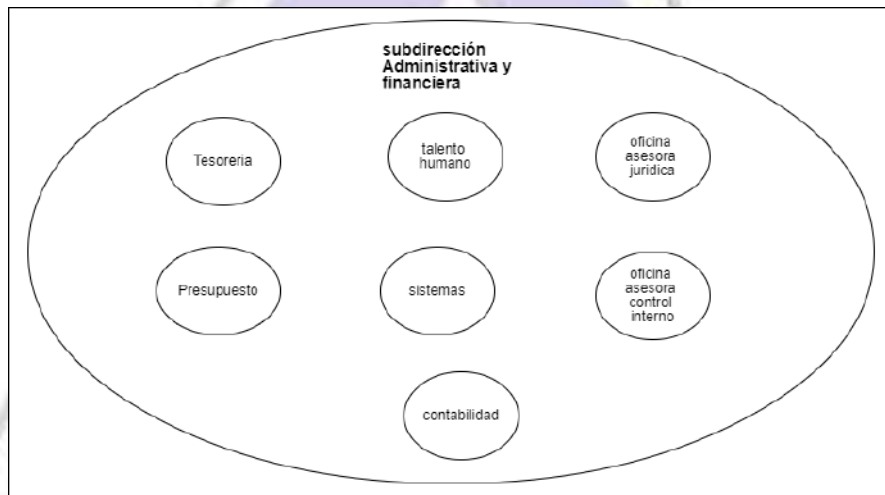 subdirección
Administrativa y
financiera
Tesoreria
talento
humano
oficina
asesora
juridica
Presupuesto
sistemas
oficina
asesora
control
interno
contabilidad